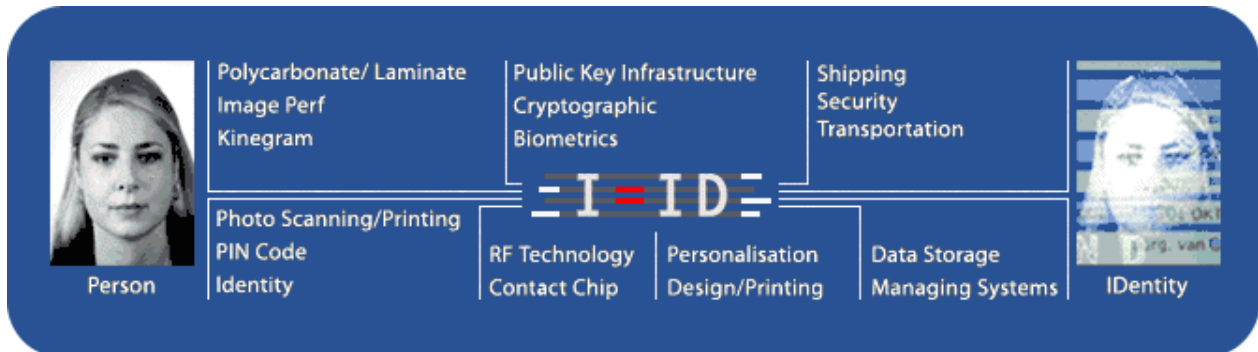 Polycarbonate/ Laminate
Image Perf
Kinegram
Public Key Infrastructure
Cryptographic
Biometrics
Shipping
Security
Transportation
I=ID
Photo Scanning/Printing
PIN Code
Identity
RF Technology
Contact Chip
Personalisation
Design/Printing
Data Storage
Managing Systems
Person
IDentity